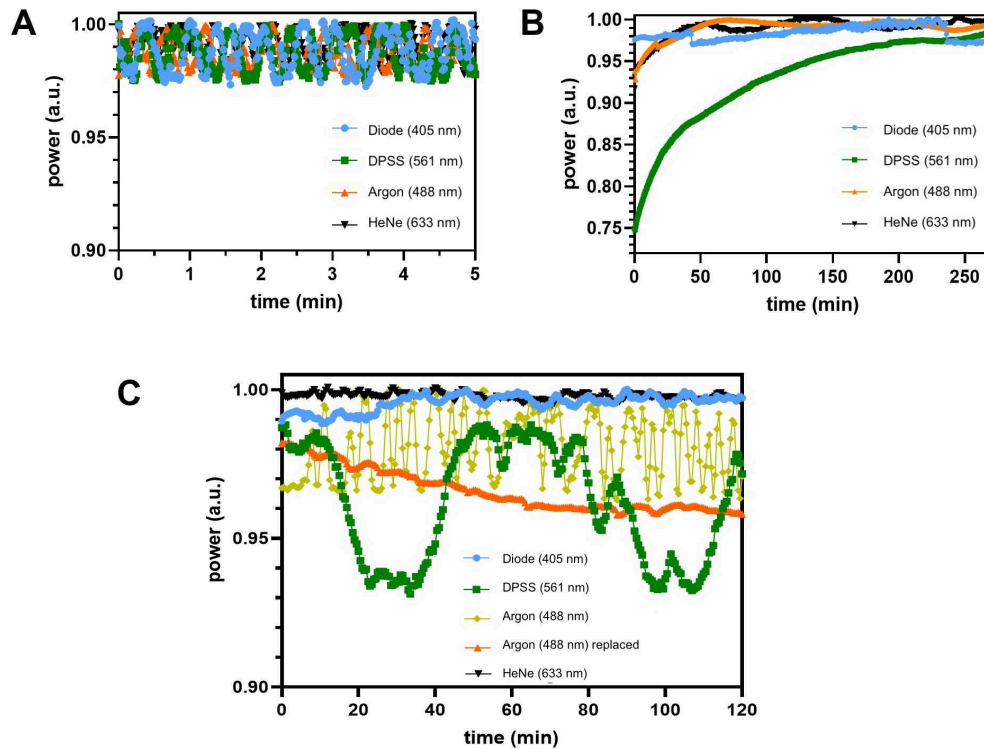 A
power (a.u.)
1.00
0.95
0.90
Diode (405 nm)
DPSS (561 nm)
Argon (488 nm)
HeNe (633 nm)
0 1 2 3 4 5
time (min)
B
power (a.u.)
1.00
0.95
0.90
0.85
0.80
0.75
Diode (405 nm)
DPSS (561 nm)
Argon (488 nm)
HeNe (633 nm)
0 50 100 150 200 250
time (min)
C
power (a.u.)
1.00
0.95
0.90
Diode (405 nm)
DPSS (561 nm)
Argon (488 nm)
Argon (488 nm) replaced
HeNe (633 nm)
0 20 40 60 80 100 120
time (min)